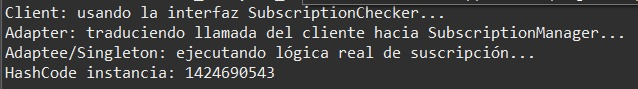 Client: usando la interfaz SubscriptionChecker...
Adapter: traduciendo llamada del cliente hacia SubscriptionManager...
Adaptee/Singleton: ejecutando lógica real de suscripción...
HashCode instancia: 1424690543